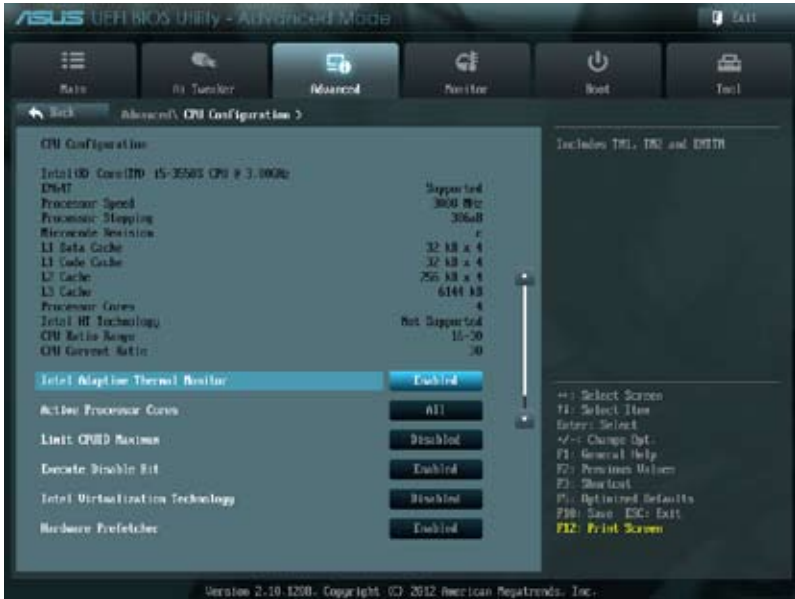 ASUS UEFI BIOS Utility - Advanced Mode
Exit
Main
Ai Tweaker
Advanced
Monitor
Boot
Tool
Back
Advanced\ CPU Configuration >
CPU Configuration
Includes TM1, TM2 and EMTTM
Intel(R) Core(TM) i5-3550S CPU @ 3.00GHz
EM64T Supported
Processor Speed 3000 MHz
Processor Stepping 306a8
Microcode Revision c
L1 Data Cache 32 kB x 4
L1 Code Cache 32 kB x 4
L2 Cache 256 kB x 4
L3 Cache 6144 kB
Processor Cores 4
Intel HT Technology Not Supported
CPU Ratio Range 16-30
CPU Current Ratio 30
Intel Adaptive Thermal Monitor Enabled
Active Processor Cores All
Limit CPUID Maximum Disabled
Execute Disable Bit Enabled
Intel Virtualization Technology Disabled
Hardware Prefetcher Enabled
: Select Screen
: Select Item
Enter: Select
+/-: Change Opt.
F1: General Help
F2: Previous Values
F3: Shortcut
F5: Optimized Defaults
F10: Save ESC: Exit
F12: Print Screen
Version 2.10.1208. Copyright (C) 2012 American Megatrends, Inc.